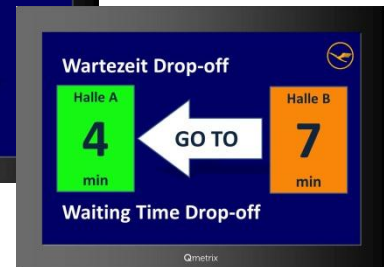 Wartezeit Drop-off
Halle A
4
min
GO TO
Halle B
7
min
Waiting Time Drop-off
Qmetrix